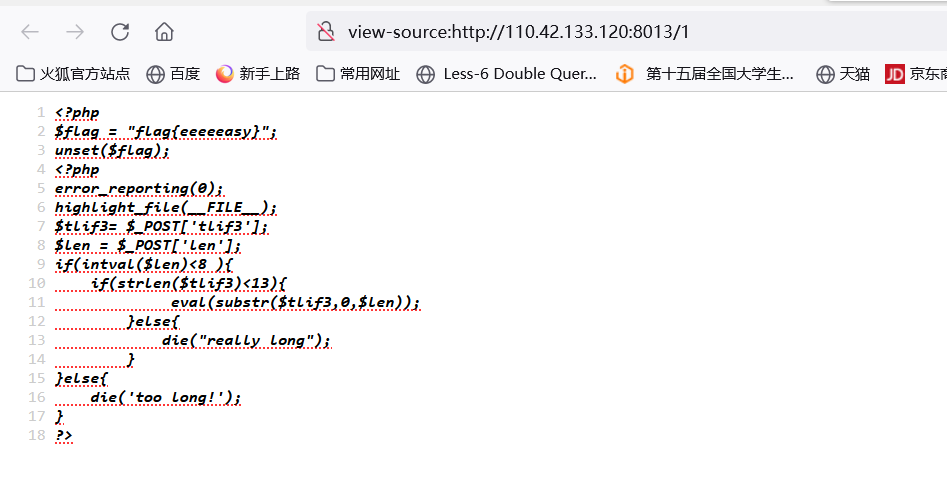 view-source:http://110.42.133.120:8013/1
火狐官方站点 百度 新手上路 常用网址 Less-6 Double Quer... 第十五届全国大学生... 天猫 JD 京东商
1 <?php
2 $flag = "flag{eeeeeasy}";
3 unset($flag);
4 <?php
5 error_reporting(0);
6 highlight_file(__FILE__);
7 $tlif3= $_POST['tlif3'];
8 $len = $_POST['len'];
9 if(intval($len)<8 ){
10 if(strlen($tlif3)<13){
11 eval(substr($tlif3,0,$len));
12 }else{
13 die("really long");
14 }
15 }else{
16 die('too long!');
17 }
18 ?>